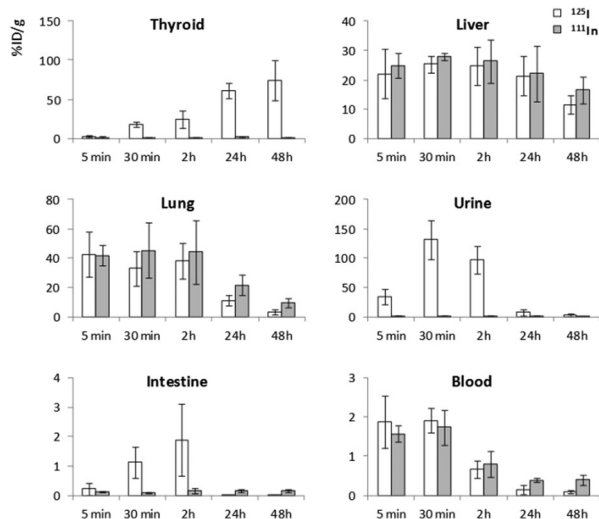 ¹²⁵I
¹¹¹In
%ID/g
Thyroid
150
100
50
0
5 min 30 min 2h 24h 48h
Liver
40
30
20
10
0
5 min 30 min 2h 24h 48h
Lung
80
60
40
20
0
5 min 30 min 2h 24h 48h
Urine
200
150
100
50
0
5 min 30 min 2h 24h 48h
Intestine
4
3
2
1
0
5 min 30 min 2h 24h 48h
Blood
3
2
1
0
5 min 30 min 2h 24h 48h